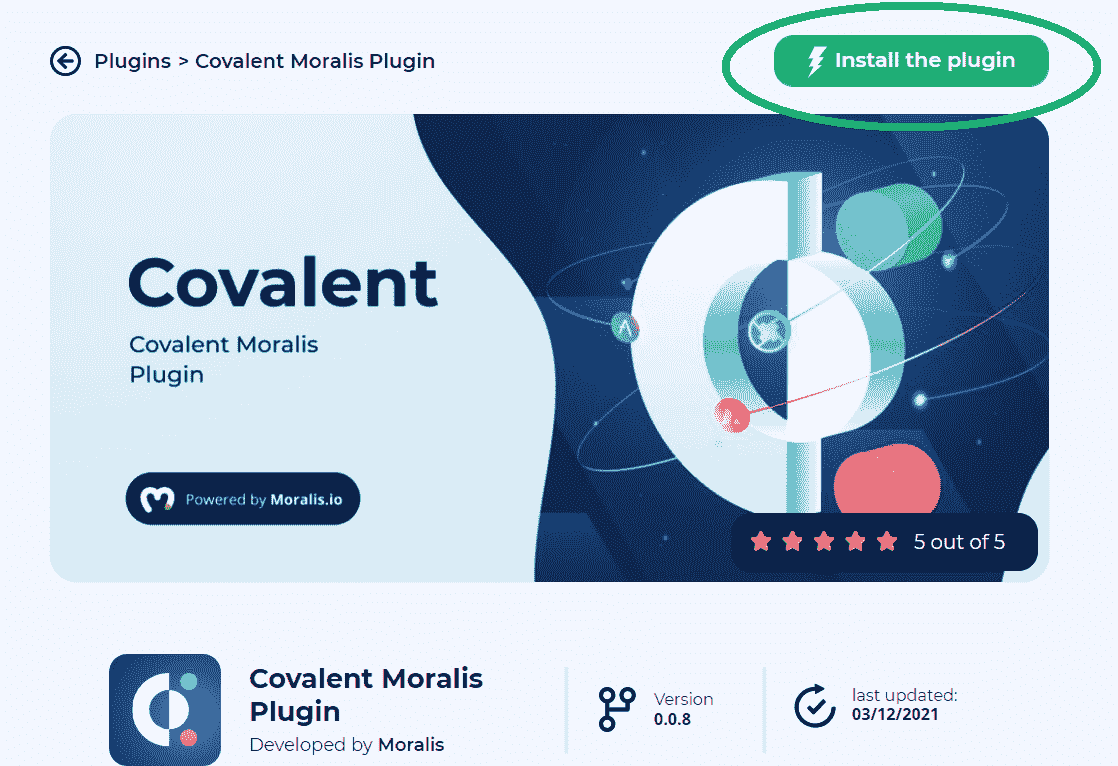 Plugins > Covalent Moralis Plugin
Install the plugin
Covalent
Covalent Moralis
Plugin
Powered by Moralis.io
5 out of 5
Covalent Moralis
Plugin
Developed by Moralis
Version
0.0.8
last updated:
03/12/2021